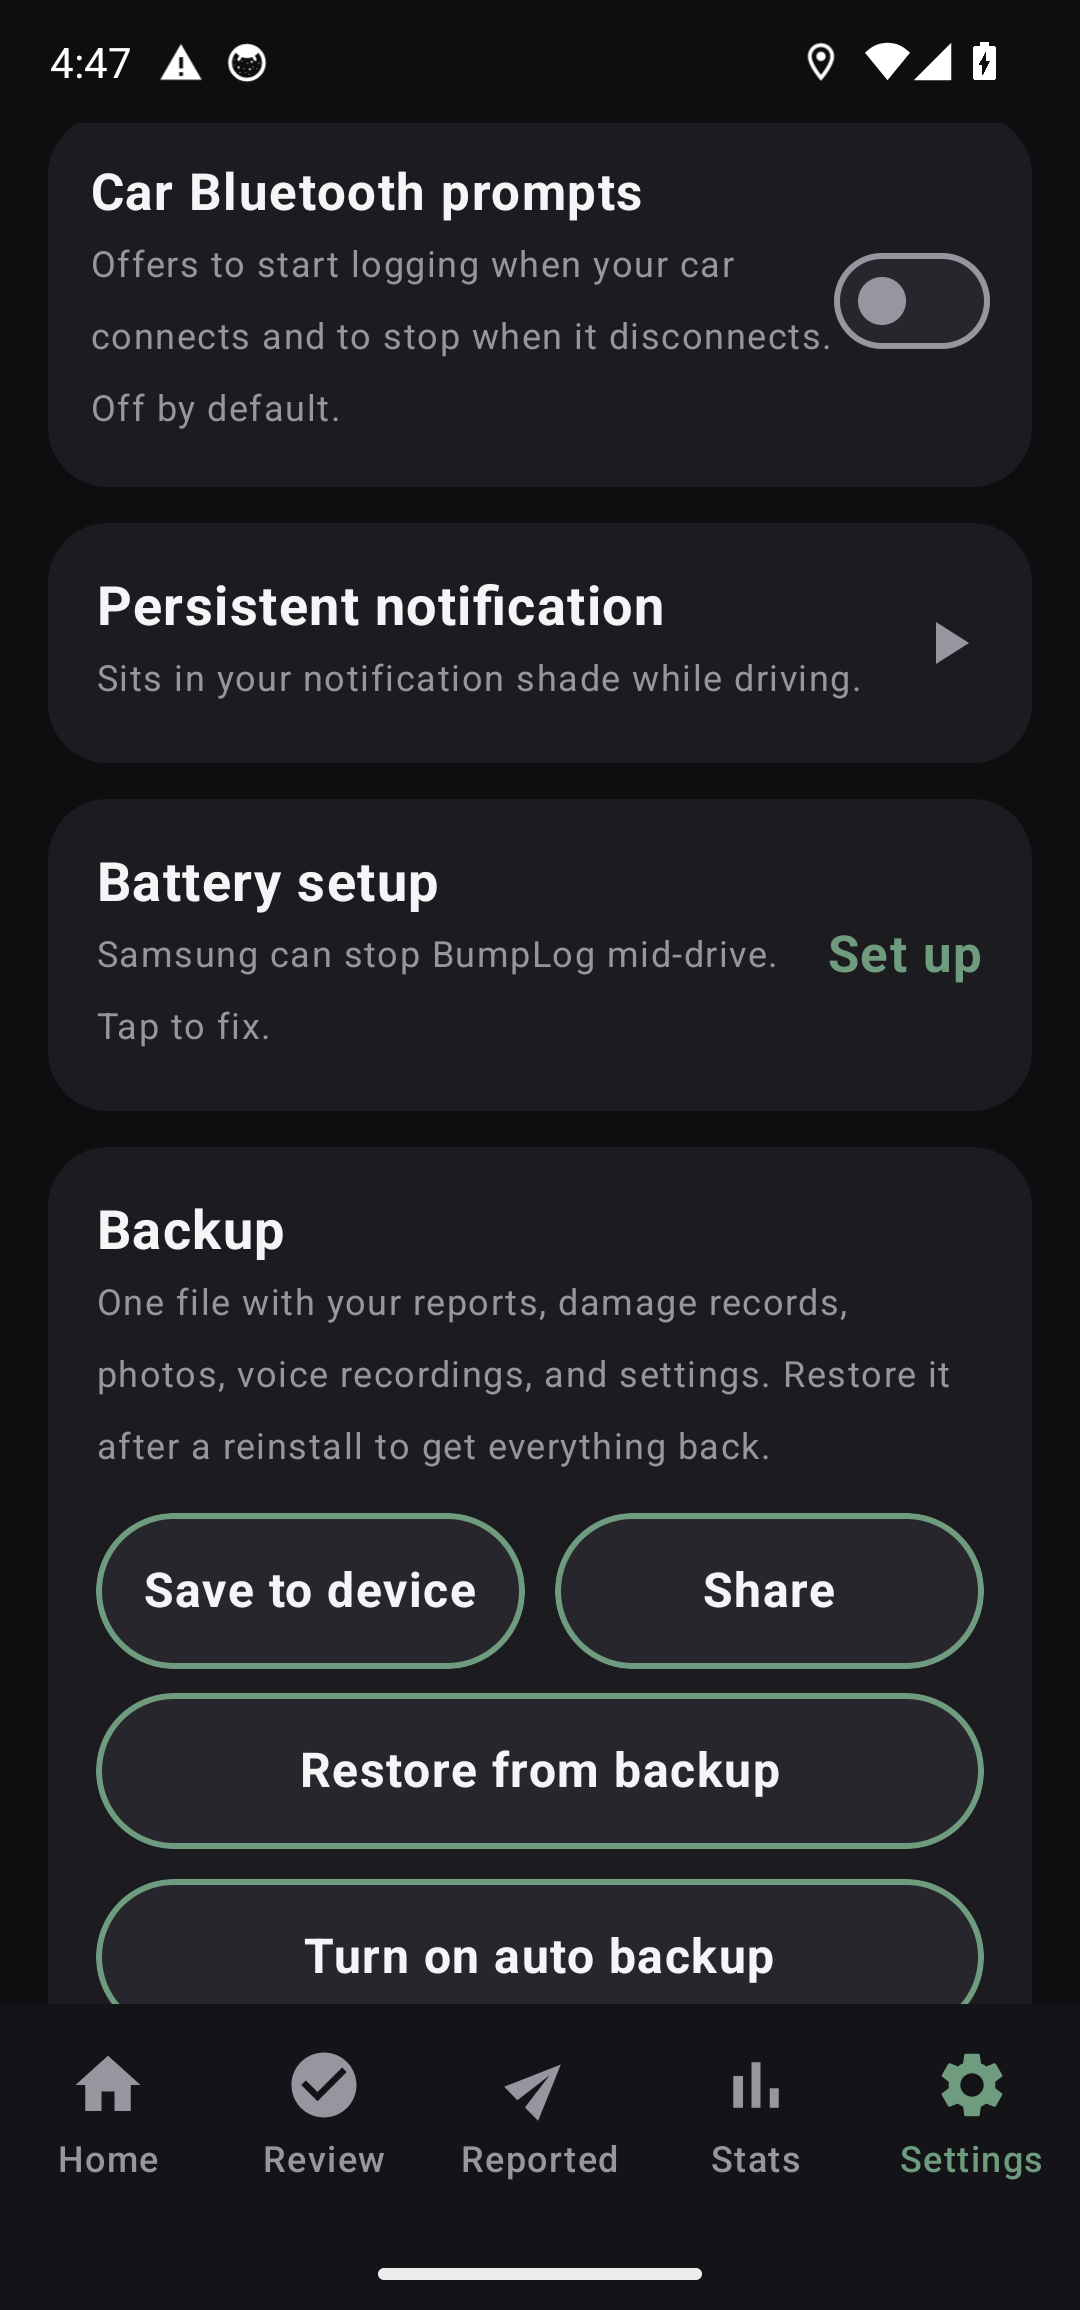 4:47
Car Bluetooth prompts
Offers to start logging when your car
connects and to stop when it disconnects.
Off by default.
Persistent notification
Sits in your notification shade while driving.
Battery setup
Samsung can stop BumpLog mid-drive.
Tap to fix.
Set up
Backup
One file with your reports, damage records,
photos, voice recordings, and settings. Restore it
after a reinstall to get everything back.
Save to device
Share
Restore from backup
Turn on auto backup
Home
Review
Reported
Stats
Settings